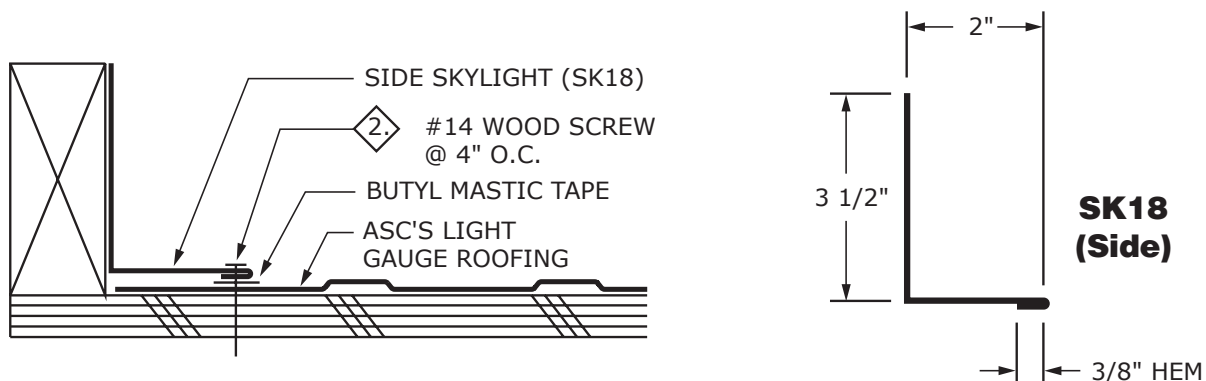 SIDE SKYLIGHT (SK18)
2. #14 WOOD SCREW
@ 4" O.C.
BUTYL MASTIC TAPE
ASC'S LIGHT
GAUGE ROOFING
2"
3 1/2"
SK18
(Side)
3/8" HEM